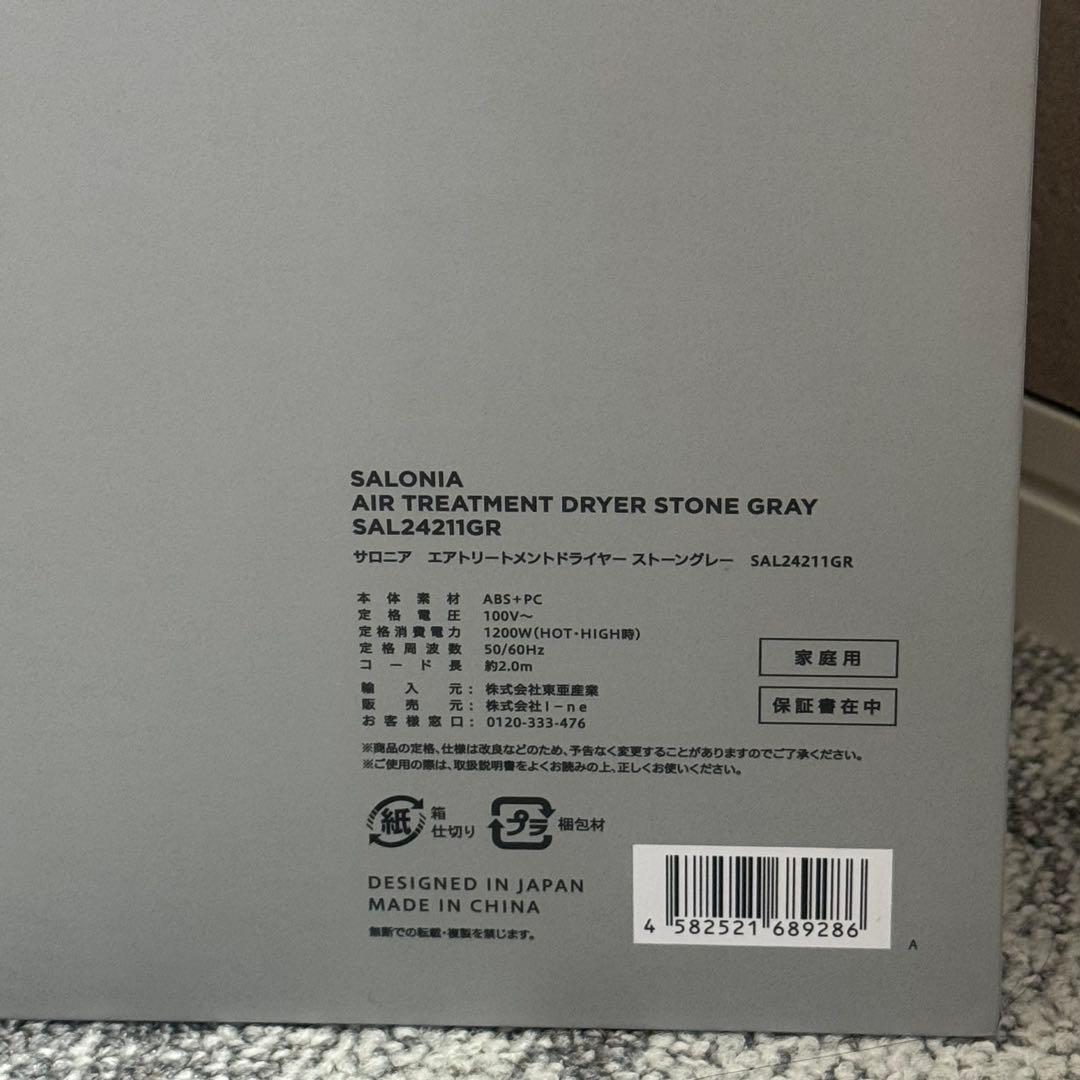 SALONIA
AIR TREATMENT DRYER STONE GRAY
SAL24211GR
サロニア エアトリートメントドライヤー ストーングレー SAL24211GR
本体素材 ABS+PC
定格電圧 100V〜
定格消費電力 1200W(HOT・HIGH時)
定格周波数 50/60Hz
コード長 約2.0m
家庭用
輸入元: 株式会社東亜産業
販売元: 株式会社I-ne
お客様窓口: 0120-333-476
保証書在中
※商品の定格、仕様は改良などのため、予告なく変更することがありますのでご了承ください。
※ご使用の際は、取扱説明書をよくお読みの上、正しくお使いください。
紙 箱 仕切り
プラ 梱包材
DESIGNED IN JAPAN
MADE IN CHINA
無断での転載・複製を禁じます。
4 582521 689286
A